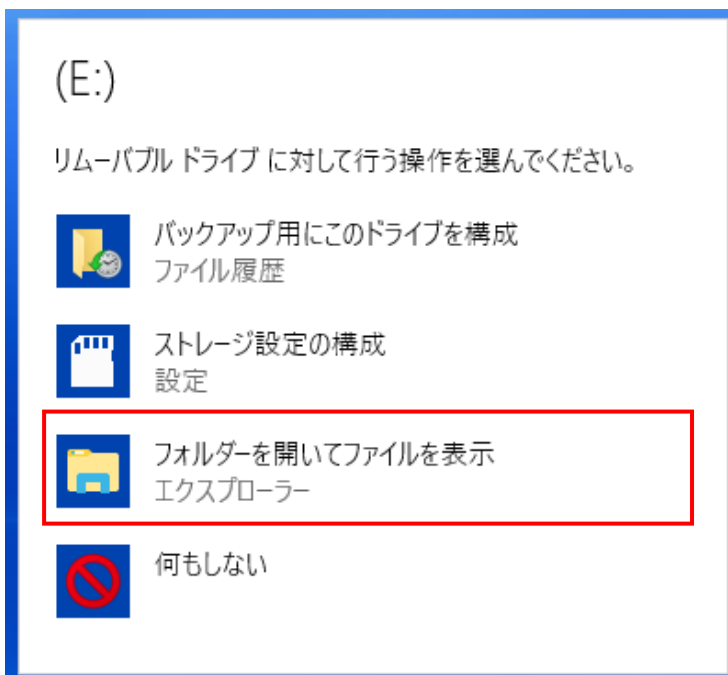 (E:)
リムーバブル ドライブ に対して行う操作を選んでください。
バックアップ用にこのドライブを構成
ファイル履歴
ストレージ設定の構成
設定
フォルダーを開いてファイルを表示
エクスプローラー
何もしない